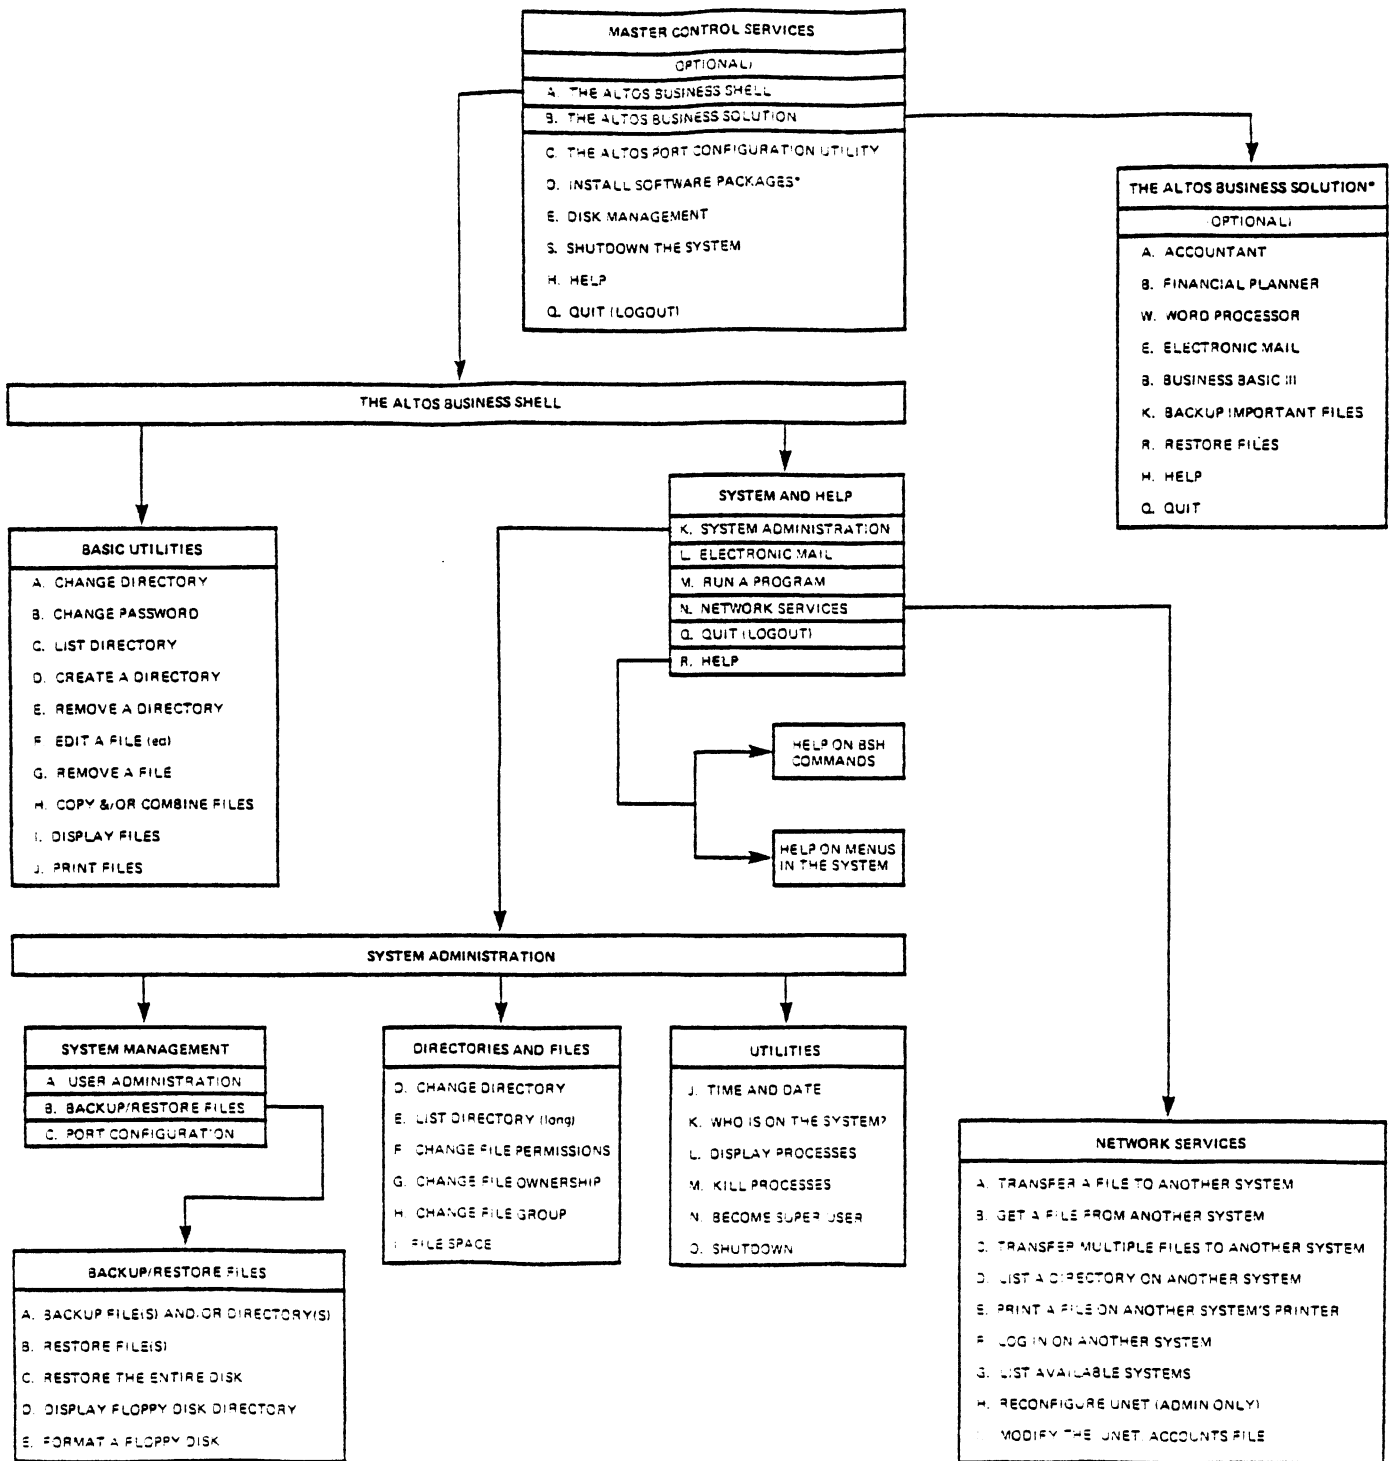 MASTER CONTROL SERVICES
OPTIONAL)
A. THE ALTOS BUSINESS SHELL
B. THE ALTOS BUSINESS SOLUTION
C. THE ALTOS PORT CONFIGURATION UTILITY
D. INSTALL SOFTWARE PACKAGES*
E. DISK MANAGEMENT
S. SHUTDOWN THE SYSTEM
H. HELP
Q. QUIT (LOGOUT)
THE ALTOS BUSINESS SOLUTION*
(OPTIONAL)
A. ACCOUNTANT
B. FINANCIAL PLANNER
W. WORD PROCESSOR
E. ELECTRONIC MAIL
B. BUSINESS BASIC III
K. BACKUP IMPORTANT FILES
R. RESTORE FILES
H. HELP
Q. QUIT
THE ALTOS BUSINESS SHELL
BASIC UTILITIES
A. CHANGE DIRECTORY
B. CHANGE PASSWORD
C. LIST DIRECTORY
D. CREATE A DIRECTORY
E. REMOVE A DIRECTORY
F. EDIT A FILE (ed)
G. REMOVE A FILE
H. COPY &/OR COMBINE FILES
I. DISPLAY FILES
J. PRINT FILES
SYSTEM AND HELP
K. SYSTEM ADMINISTRATION
L. ELECTRONIC MAIL
M. RUN A PROGRAM
N. NETWORK SERVICES
Q. QUIT (LOGOUT)
R. HELP
HELP ON BSH
COMMANDS
HELP ON MENUS
IN THE SYSTEM
SYSTEM ADMINISTRATION
SYSTEM MANAGEMENT
A. USER ADMINISTRATION
B. BACKUP/RESTORE FILES
C. PORT CONFIGURATION
DIRECTORIES AND FILES
D. CHANGE DIRECTORY
E. LIST DIRECTORY (long)
F. CHANGE FILE PERMISSIONS
G. CHANGE FILE OWNERSHIP
H. CHANGE FILE GROUP
I. FILE SPACE
UTILITIES
J. TIME AND DATE
K. WHO IS ON THE SYSTEM?
L. DISPLAY PROCESSES
M. KILL PROCESSES
N. BECOME SUPER USER
O. SHUTDOWN
BACKUP/RESTORE FILES
A. BACKUP FILE(S) AND/OR DIRECTORY(S)
B. RESTORE FILE(S)
C. RESTORE THE ENTIRE DISK
D. DISPLAY FLOPPY DISK DIRECTORY
E. FORMAT A FLOPPY DISK
NETWORK SERVICES
A. TRANSFER A FILE TO ANOTHER SYSTEM
B. GET A FILE FROM ANOTHER SYSTEM
C. TRANSFER MULTIPLE FILES TO ANOTHER SYSTEM
D. LIST A DIRECTORY ON ANOTHER SYSTEM
E. PRINT A FILE ON ANOTHER SYSTEM'S PRINTER
F. LOG IN ON ANOTHER SYSTEM
G. LIST AVAILABLE SYSTEMS
H. RECONFIGURE UNET (ADMIN ONLY)
MODIFY THE UNET. ACCOUNTS FILE